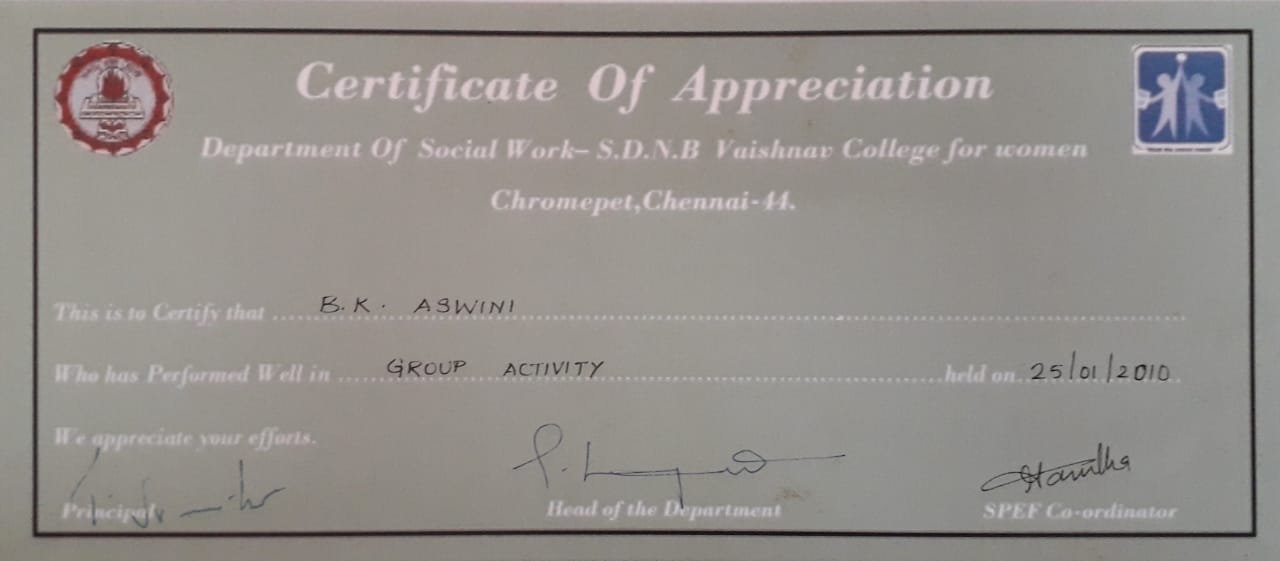 Certificate Of Appreciation
Department Of Social Work– S.D.N.B Vaishnav College for women
Chromepet,Chennai-44.
This is to Certify that ........ B.K. ASWINI ........
Who has Performed Well in ........ GROUP ACTIVITY ........ held on.. 25/01/2010
We appreciate your efforts.
Principal Head of the Department SPEF Co-ordinator